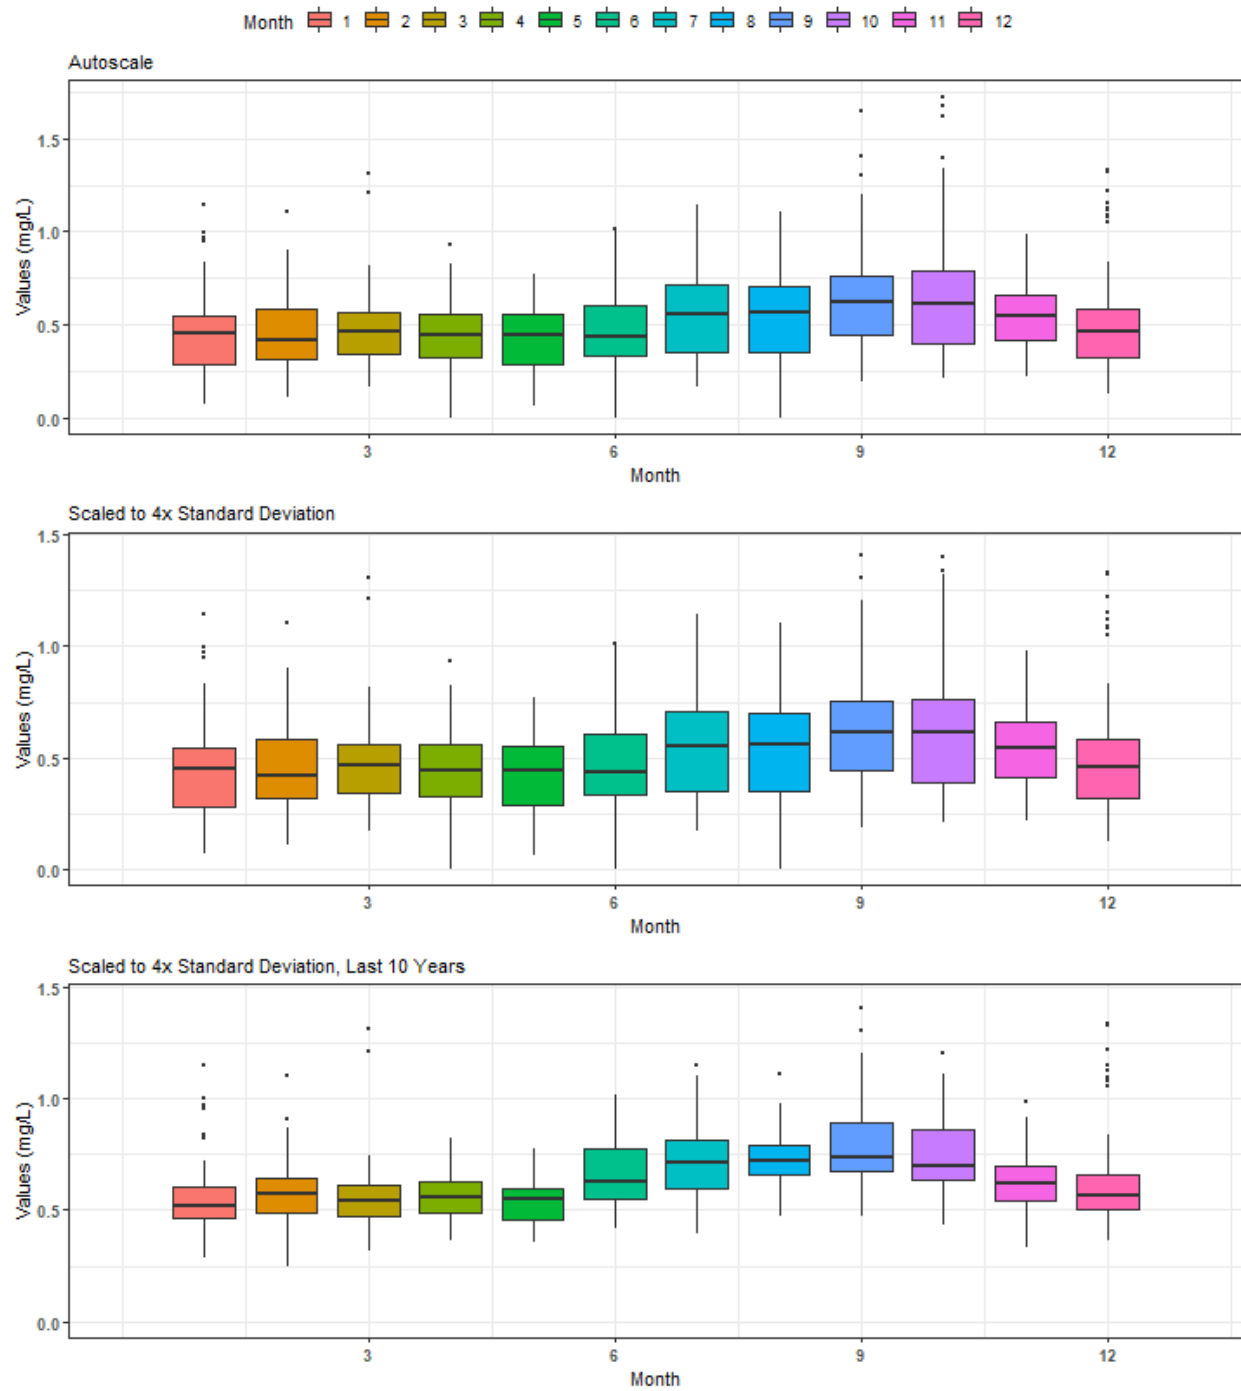 Month 1 2 3 4 5 6 7 8 9 10 11 12
Autoscale
Values (mg/L)
1.5
1.0
0.5
0.0
3 6 9 12
Month
Scaled to 4x Standard Deviation
Values (mg/L)
1.5
1.0
0.5
0.0
3 6 9 12
Month
Scaled to 4x Standard Deviation, Last 10 Years
Values (mg/L)
1.5
1.0
0.5
0.0
3 6 9 12
Month